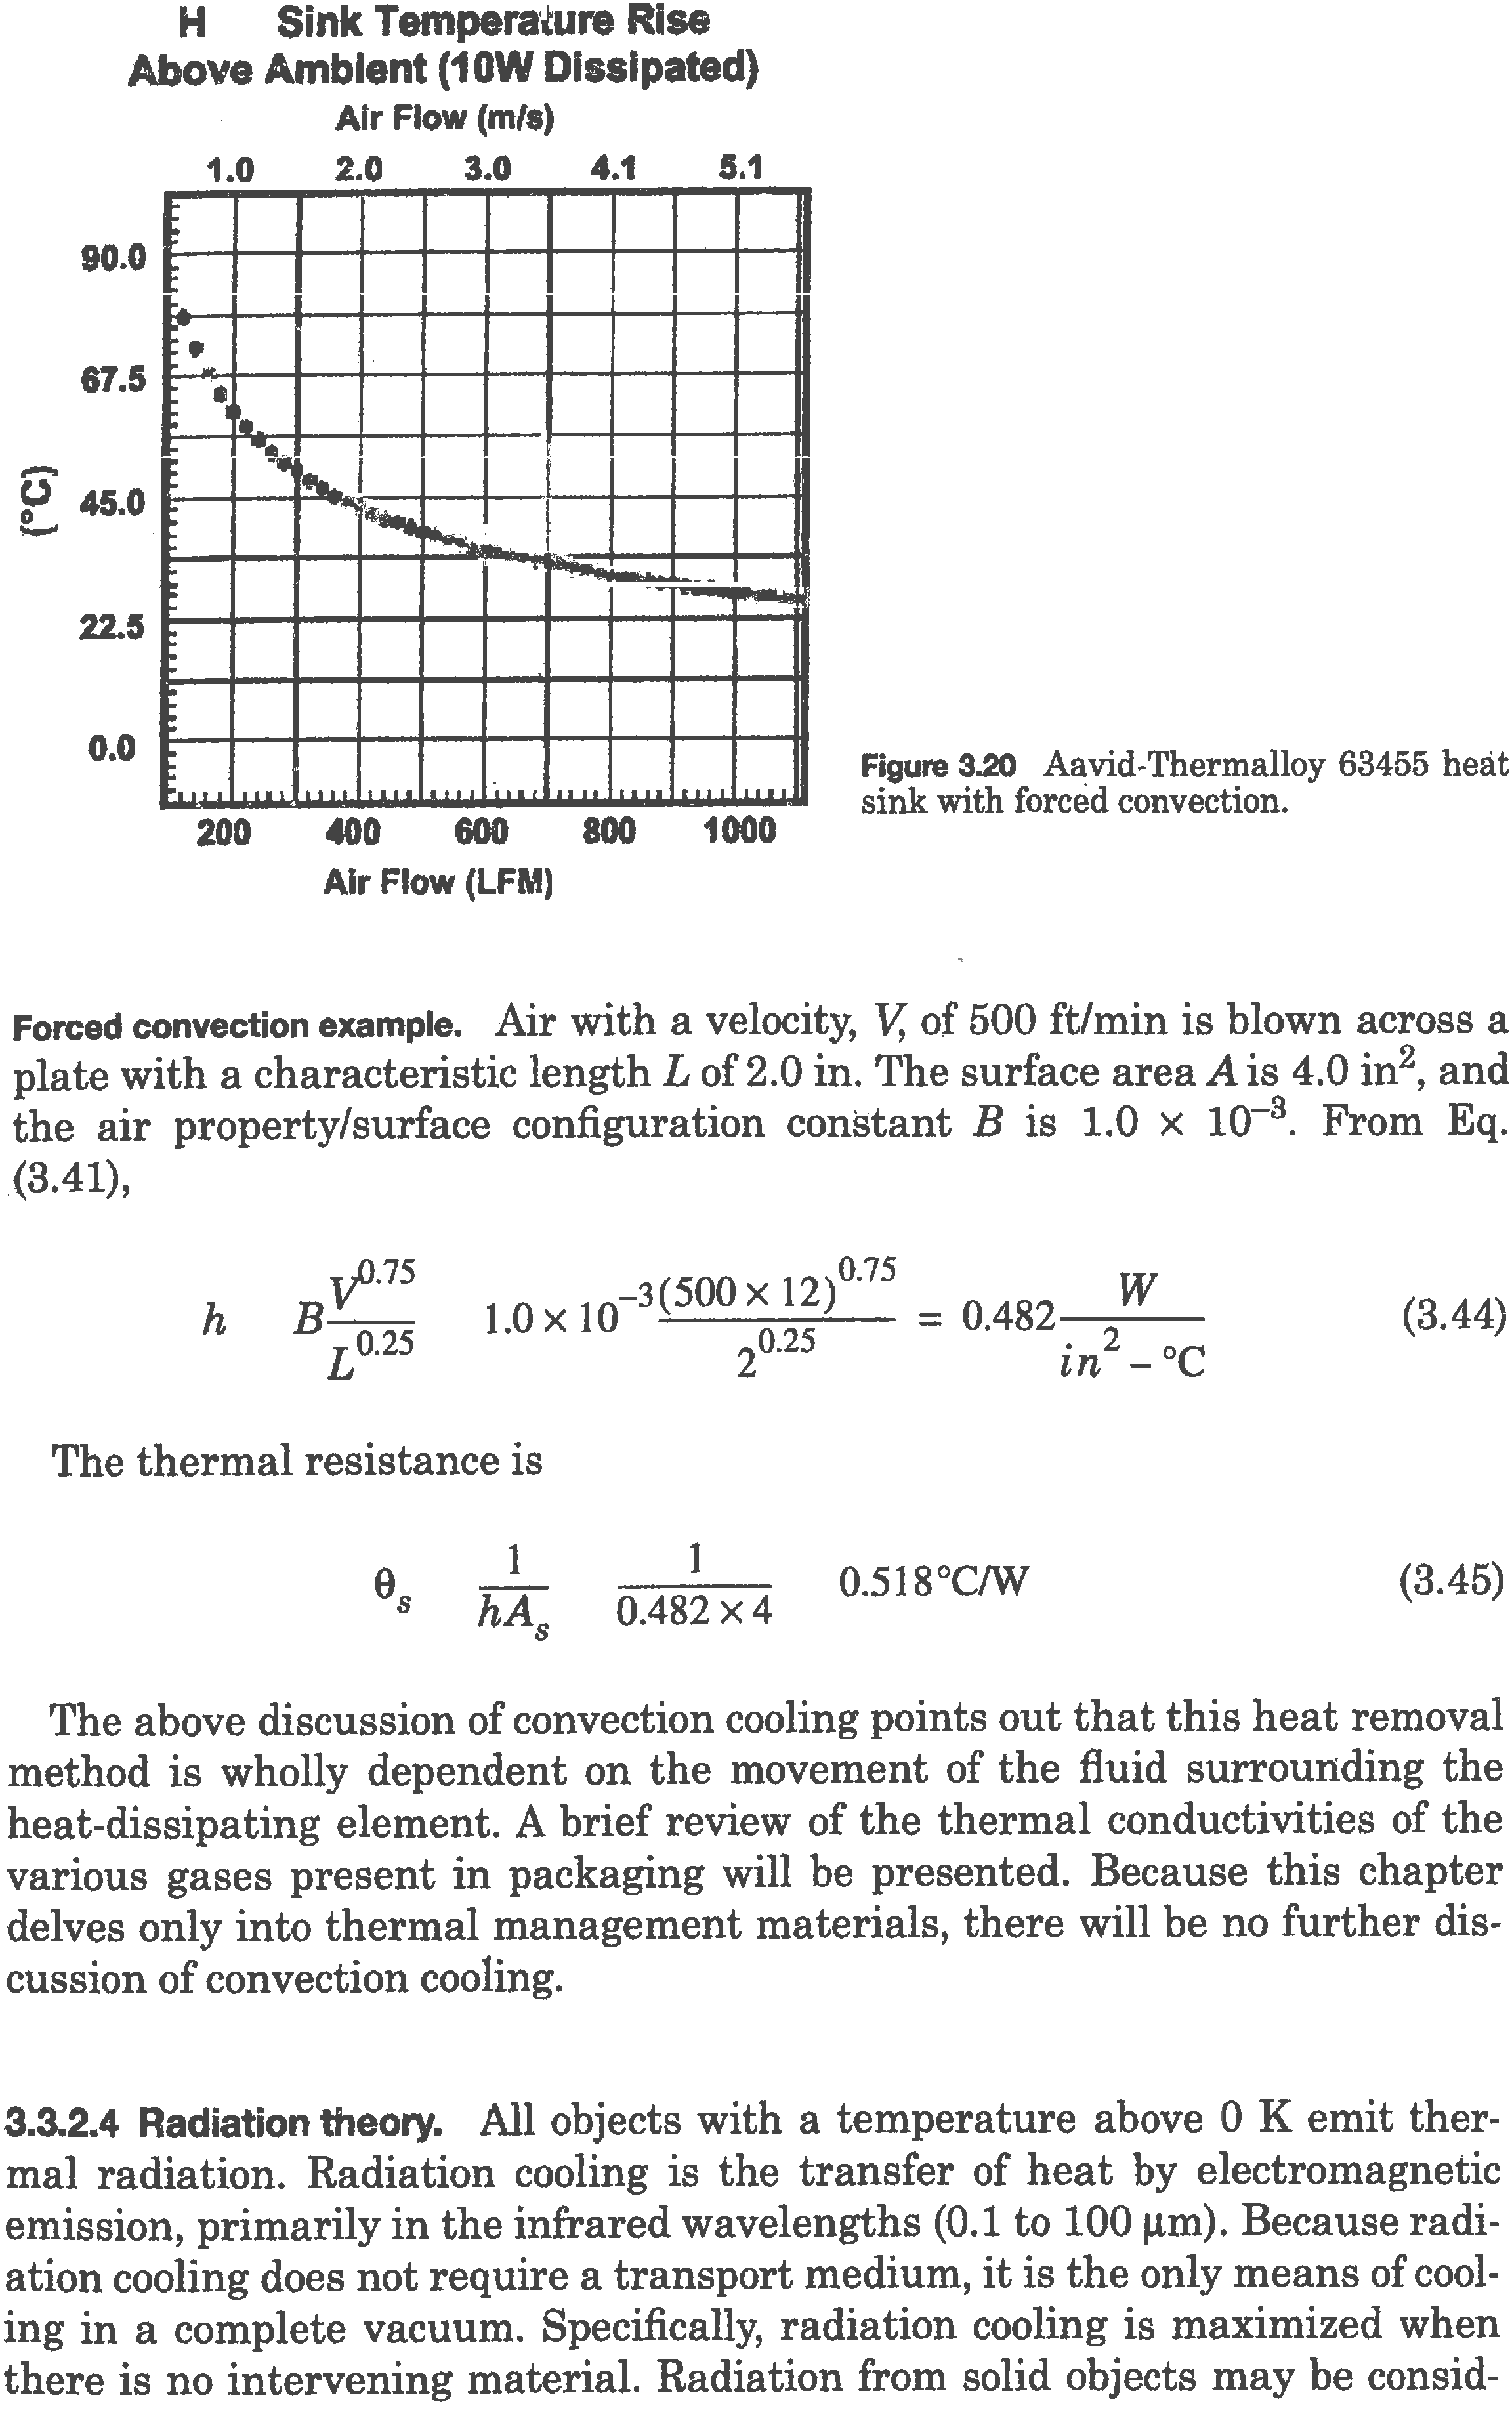 H Sink Temperature Rise
Above Ambient (10W Dissipated)
Air Flow (m/s)
1.0 2.0 3.0 4.1 5.1
90.0
67.5
(°C)
45.0
22.5
0.0
200 400 600 800 1000
Air Flow (LFM)
Figure 3.20 Aavid-Thermalloy 63455 heat
sink with forced convection.
Forced convection example. Air with a velocity, V, of 500 ft/min is blown across a
plate with a characteristic length L of 2.0 in. The surface area A is 4.0 in², and
the air property/surface configuration constant B is 1.0 × 10⁻³. From Eq.
(3.41),
h B V^0.75 / L^0.25 1.0 × 10⁻³ (500 × 12)^0.75 / 2^0.25 = 0.482 W / in² – °C (3.44)
The thermal resistance is
θs 1 / hAs 1 / 0.482 × 4 0.518°C/W (3.45)
The above discussion of convection cooling points out that this heat removal
method is wholly dependent on the movement of the fluid surrounding the
heat-dissipating element. A brief review of the thermal conductivities of the
various gases present in packaging will be presented. Because this chapter
delves only into thermal management materials, there will be no further dis-
cussion of convection cooling.
3.3.2.4 Radiation theory. All objects with a temperature above 0 K emit ther-
mal radiation. Radiation cooling is the transfer of heat by electromagnetic
emission, primarily in the infrared wavelengths (0.1 to 100 μm). Because radi-
ation cooling does not require a transport medium, it is the only means of cool-
ing in a complete vacuum. Specifically, radiation cooling is maximized when
there is no intervening material. Radiation from solid objects may be consid-